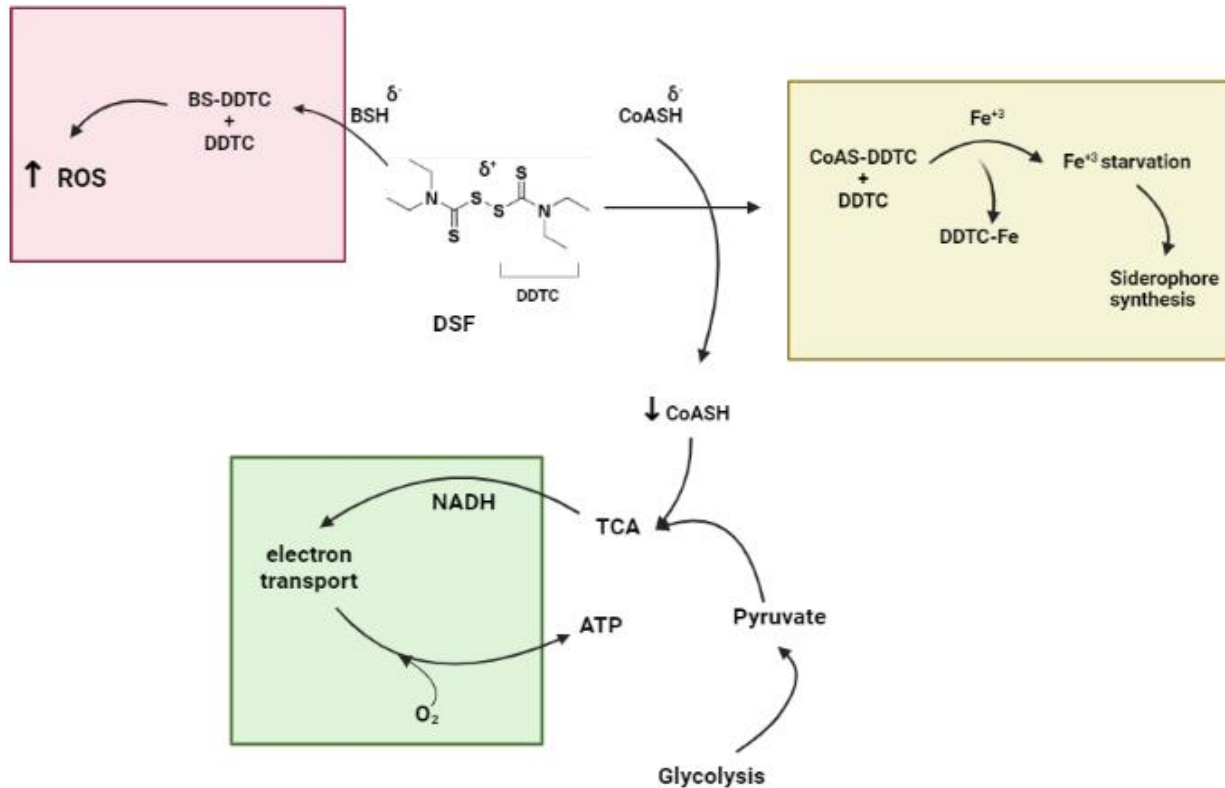 BS-DDTC
+
DDTC
↑ ROS
BSH δ-
CoASH δ-
δ+
N
S
S
S
S
N
DDTC
DSF
CoAS-DDTC
+
DDTC
Fe+3
Fe+3 starvation
DDTC-Fe
Siderophore
synthesis
↓ CoASH
NADH
TCA
electron
transport
ATP
O₂
Pyruvate
Glycolysis